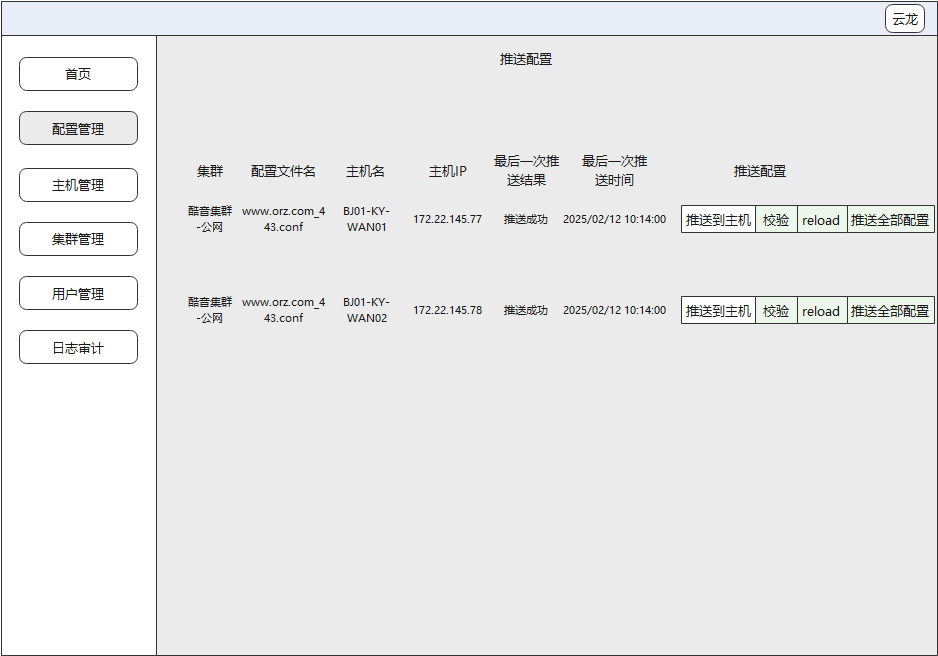 云龙
首页
配置管理
主机管理
集群管理
用户管理
日志审计
推送配置
集群 配置文件名 主机名 主机IP 最后一次推 最后一次推 推送配置
送结果 送时间
酷音集群 www.orz.com_4 BJ01-KY- 172.22.145.77 推送成功 2025/02/12 10:14:00 推送到主机 校验 reload 推送全部配置
-公网 43.conf WAN01
酷音集群 www.orz.com_4 BJ01-KY- 172.22.145.78 推送成功 2025/02/12 10:14:00 推送到主机 校验 reload 推送全部配置
-公网 43.conf WAN02